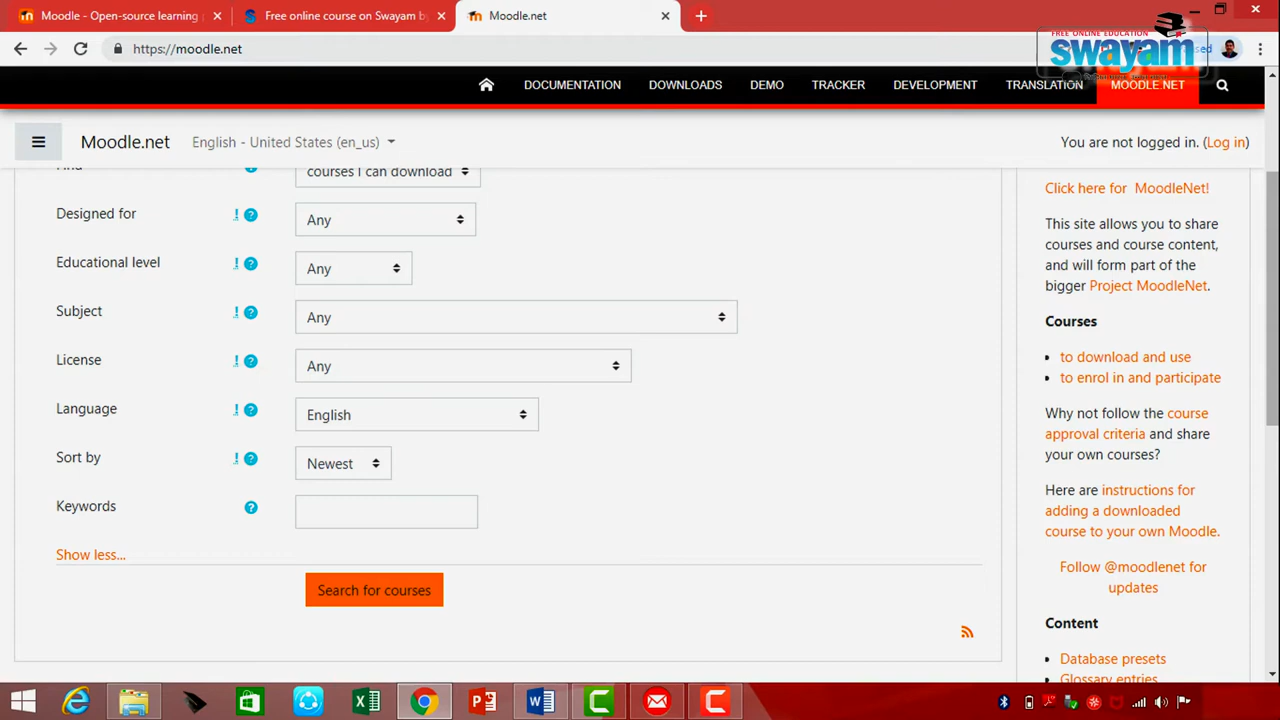 Moodle - Open-source learning
Free online course on Swayam by
Moodle.net
https://moodle.net
FREE ONLINE EDUCATION
swayam
DOCUMENTATION
DOWNLOADS
DEMO
TRACKER
DEVELOPMENT
TRANSLATION
MOODLE.NET
Moodle.net
English - United States (en_us)
You are not logged in. (Log in)
courses I can download
Designed for
Any
Educational level
Any
Subject
Any
License
Any
Language
English
Sort by
Newest
Keywords
Show less...
Search for courses
Click here for MoodleNet!
This site allows you to share
courses and course content,
and will form part of the
bigger Project MoodleNet.
Courses
to download and use
to enrol in and participate
Why not follow the course
approval criteria and share
your own courses?
Here are instructions for
adding a downloaded
course to your own Moodle.
Follow @moodlenet for
updates
Content
Database presets
Glossary entries